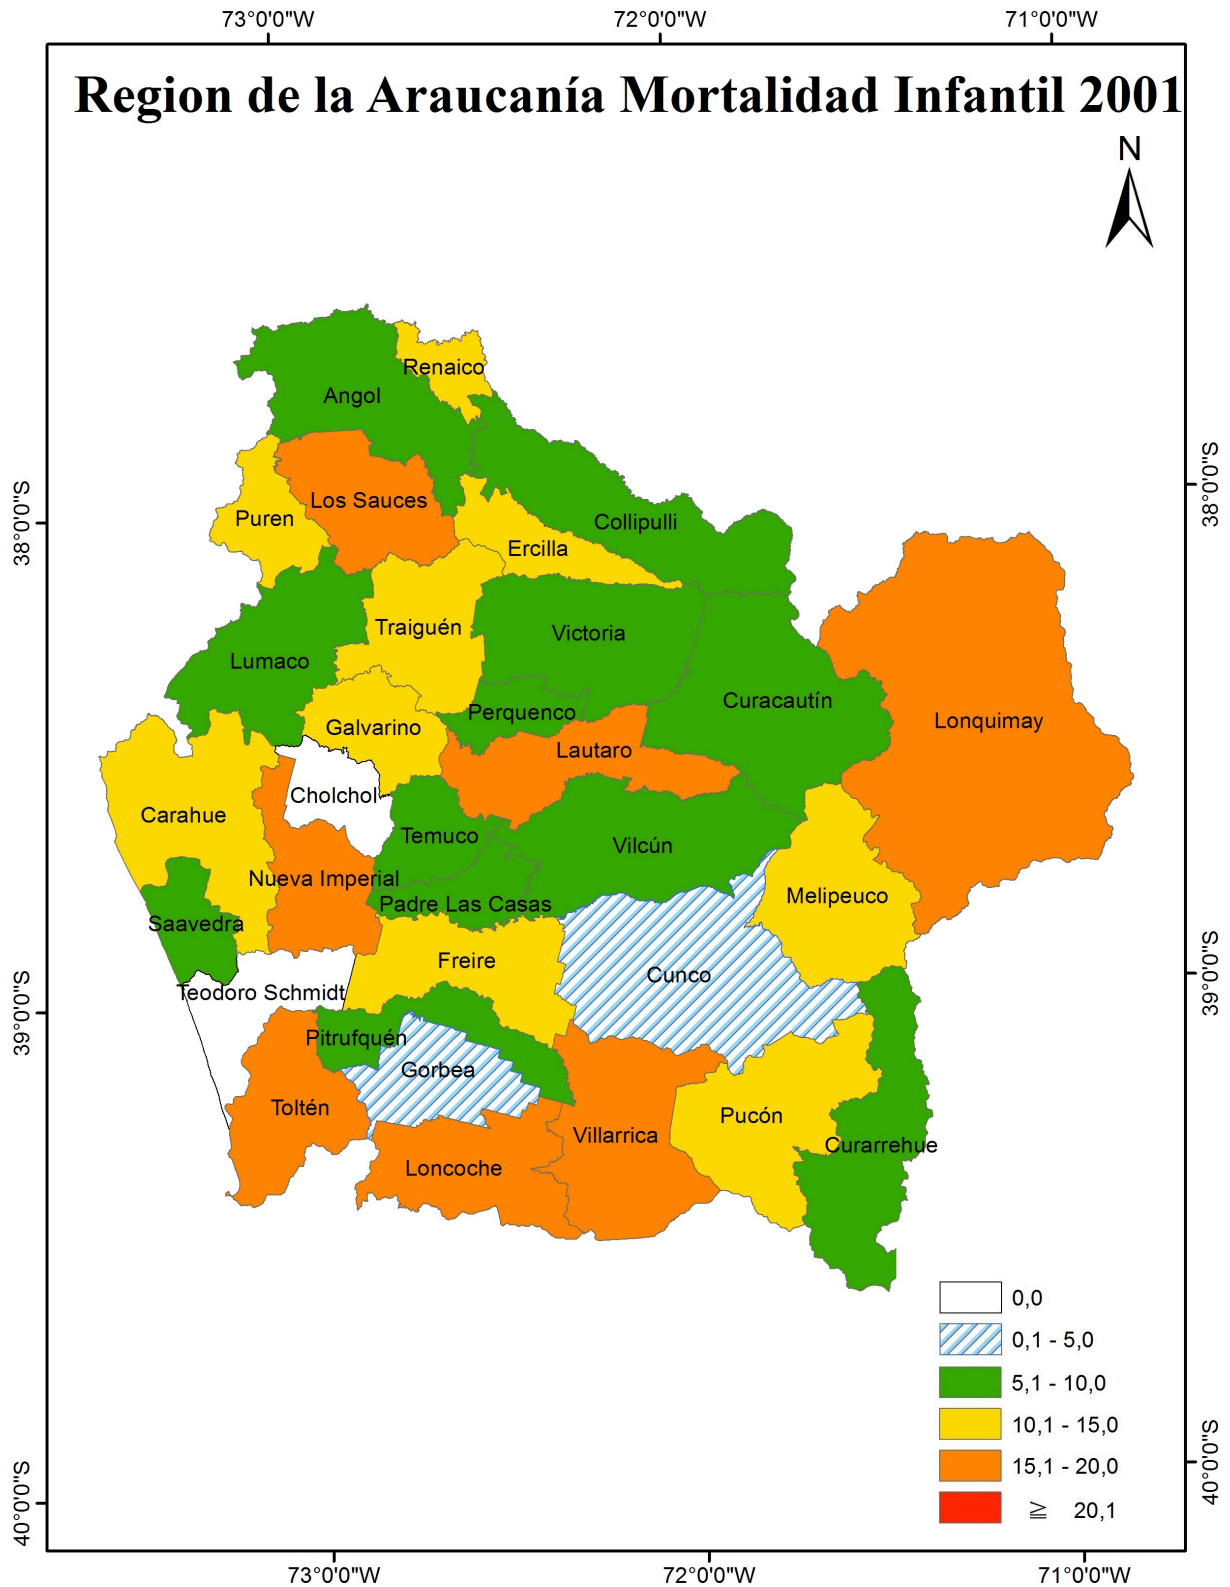 73°0'0"W 72°0'0"W 71°0'0"W
Region de la Araucanía Mortalidad Infantil 2001
N
Renaico
Angol
38°0'0"S
38°0'0"S
Los Sauces
Puren
Collipulli
Ercilla
Traiguén
Victoria
Lumaco
Curacautín
Perquenco
Lonquimay
Galvarino
Lautaro
Cholchol
Carahue
Temuco
Vilcún
Nueva Imperial
Melipeuco
Padre Las Casas
Saavedra
Freire
Cunco
39°0'0"S
39°0'0"S
Teodoro Schmidt
Pitrufquén
Gorbea
Toltén
Pucón
Villarrica
Curarrehue
Loncoche
0,0
0,1 - 5,0
5,1 - 10,0
10,1 - 15,0
15,1 - 20,0
≧ 20,1
40°0'0"S
40°0'0"S
73°0'0"W 72°0'0"W 71°0'0"W